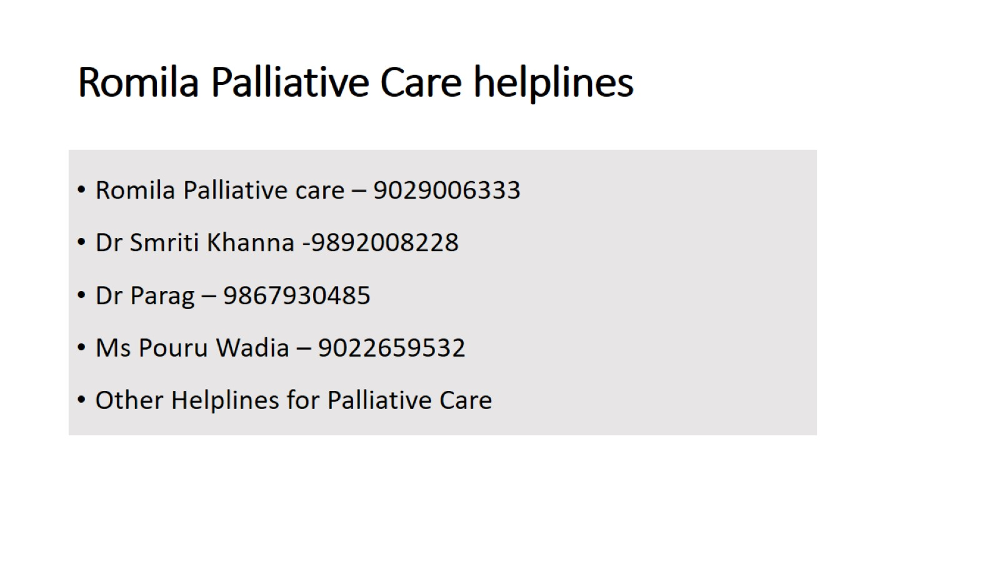 Romila Palliative Care helplines
• Romila Palliative care – 9029006333
• Dr Smriti Khanna -9892008228
• Dr Parag – 9867930485
• Ms Pouru Wadia – 9022659532
• Other Helplines for Palliative Care